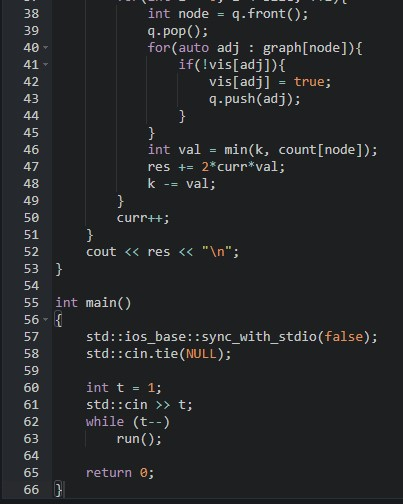 37 for(int i = 0; i < size; ++i){
38 int node = q.front();
39 q.pop();
40 for(auto adj : graph[node]){
41 if(!vis[adj]){
42 vis[adj] = true;
43 q.push(adj);
44 }
45 }
46 int val = min(k, count[node]);
47 res += 2*curr*val;
48 k -= val;
49 }
50 curr++;
51 }
52 cout << res << "\n";
53 }
54
55 int main()
56 {
57 std::ios_base::sync_with_stdio(false);
58 std::cin.tie(NULL);
59
60 int t = 1;
61 std::cin >> t;
62 while (t--)
63 run();
64
65 return 0;
66 }